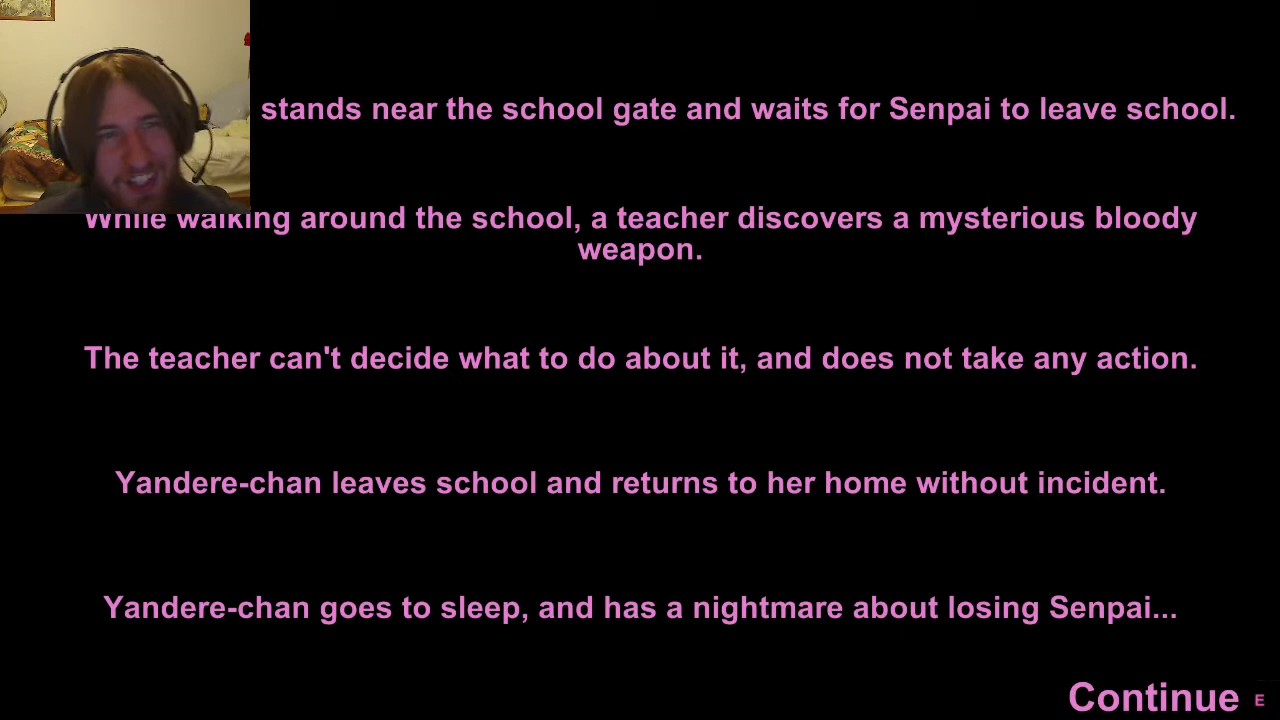 stands near the school gate and waits for Senpai to leave school.
While walking around the school, a teacher discovers a mysterious bloody
weapon.
The teacher can't decide what to do about it, and does not take any action.
Yandere-chan leaves school and returns to her home without incident.
Yandere-chan goes to sleep, and has a nightmare about losing Senpai...
Continue E